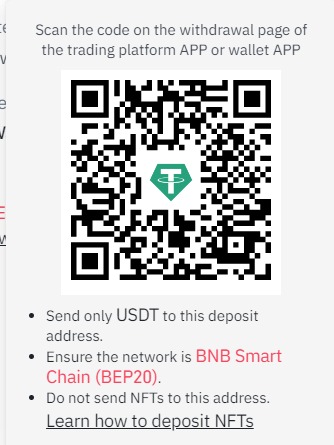 Scan the code on the withdrawal page of
the trading platform APP or wallet APP
Send only USDT to this deposit
address.
Ensure the network is BNB Smart
Chain (BEP20).
Do not send NFTs to this address.
Learn how to deposit NFTs